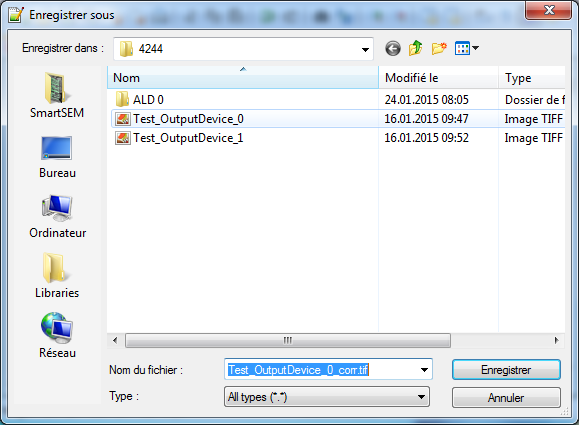 Enregistrer sous
Enregistrer dans : 4244
Nom Modifié le Type
ALD 0 24.01.2015 08:05 Dossier de f
Test_OutputDevice_0 16.01.2015 09:47 Image TIFF
Test_OutputDevice_1 16.01.2015 09:52 Image TIFF
SmartSEM
Bureau
Ordinateur
Libraries
Réseau
Nom du fichier : Test_OutputDevice_0_corr.tif Enregistrer
Type : All types (*.*) Annuler